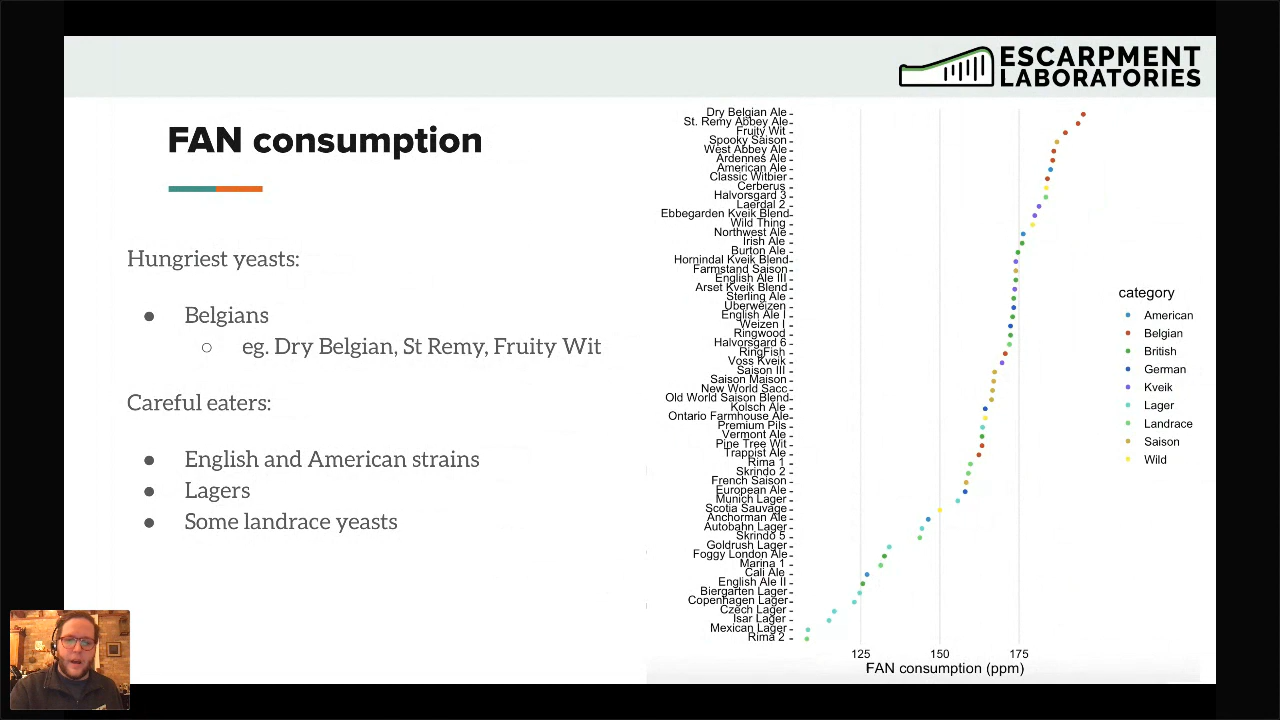 ESCARPMENT
LABORATORIES
FAN consumption
Hungriest yeasts:
● Belgians
○ eg. Dry Belgian, St Remy, Fruity Wit
Careful eaters:
● English and American strains
● Lagers
● Some landrace yeasts
Dry Belgian Ale
St. Remy Abbey Ale
Fruity Wit
Spooky Saison
West Abbey Ale
Ardennes Ale
American Ale
Classic Witbier
Cerberus
Halvorsgard 3
Laerdal 2
Ebbegarden Kveik Blend
Wild Thing
Northwest Ale
Irish Ale
Burton Ale
Hornindal Kveik Blend
Farmstand Saison
English Ale III
Arset Kveik Blend
Sterling Ale
Uberweizen
English Ale I
Weizen I
Ringwood
Halvorsgard 6
RingFish
Voss Kveik
Saison III
Saison Maison
New World Sacc
Old World Saison Blend
Kolsch Ale
Ontario Farmhouse Ale
Premium Pils
Vermont Ale
Pine Tree Wit
Trappist Ale
Rima 1
Skrindo 2
French Saison
European Ale
Munich Lager
Scotia Sauvage
Anchorman Ale
Autobahn Lager
Skrindo 5
Goldrush Lager
Foggy London Ale
Marina 1
Cali Ale
English Ale II
Biergarten Lager
Copenhagen Lager
Czech Lager
Isar Lager
Mexican Lager
Rima 2
125 150 175
FAN consumption (ppm)
category
American
Belgian
British
German
Kveik
Lager
Landrace
Saison
Wild